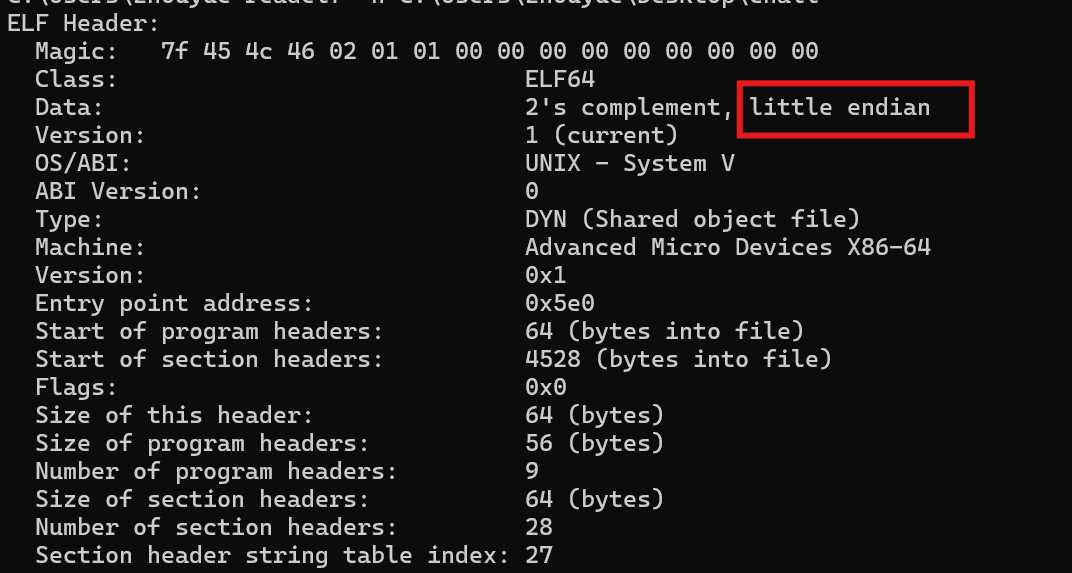 ELF Header:
  Magic:   7f 45 4c 46 02 01 01 00 00 00 00 00 00 00 00 00
  Class:                             ELF64
  Data:                              2's complement, little endian
  Version:                           1 (current)
  OS/ABI:                            UNIX - System V
  ABI Version:                       0
  Type:                              DYN (Shared object file)
  Machine:                           Advanced Micro Devices X86-64
  Version:                           0x1
  Entry point address:               0x5e0
  Start of program headers:          64 (bytes into file)
  Start of section headers:          4528 (bytes into file)
  Flags:                             0x0
  Size of this header:               64 (bytes)
  Size of program headers:           56 (bytes)
  Number of program headers:         9
  Size of section headers:           64 (bytes)
  Number of section headers:         28
  Section header string table index: 27